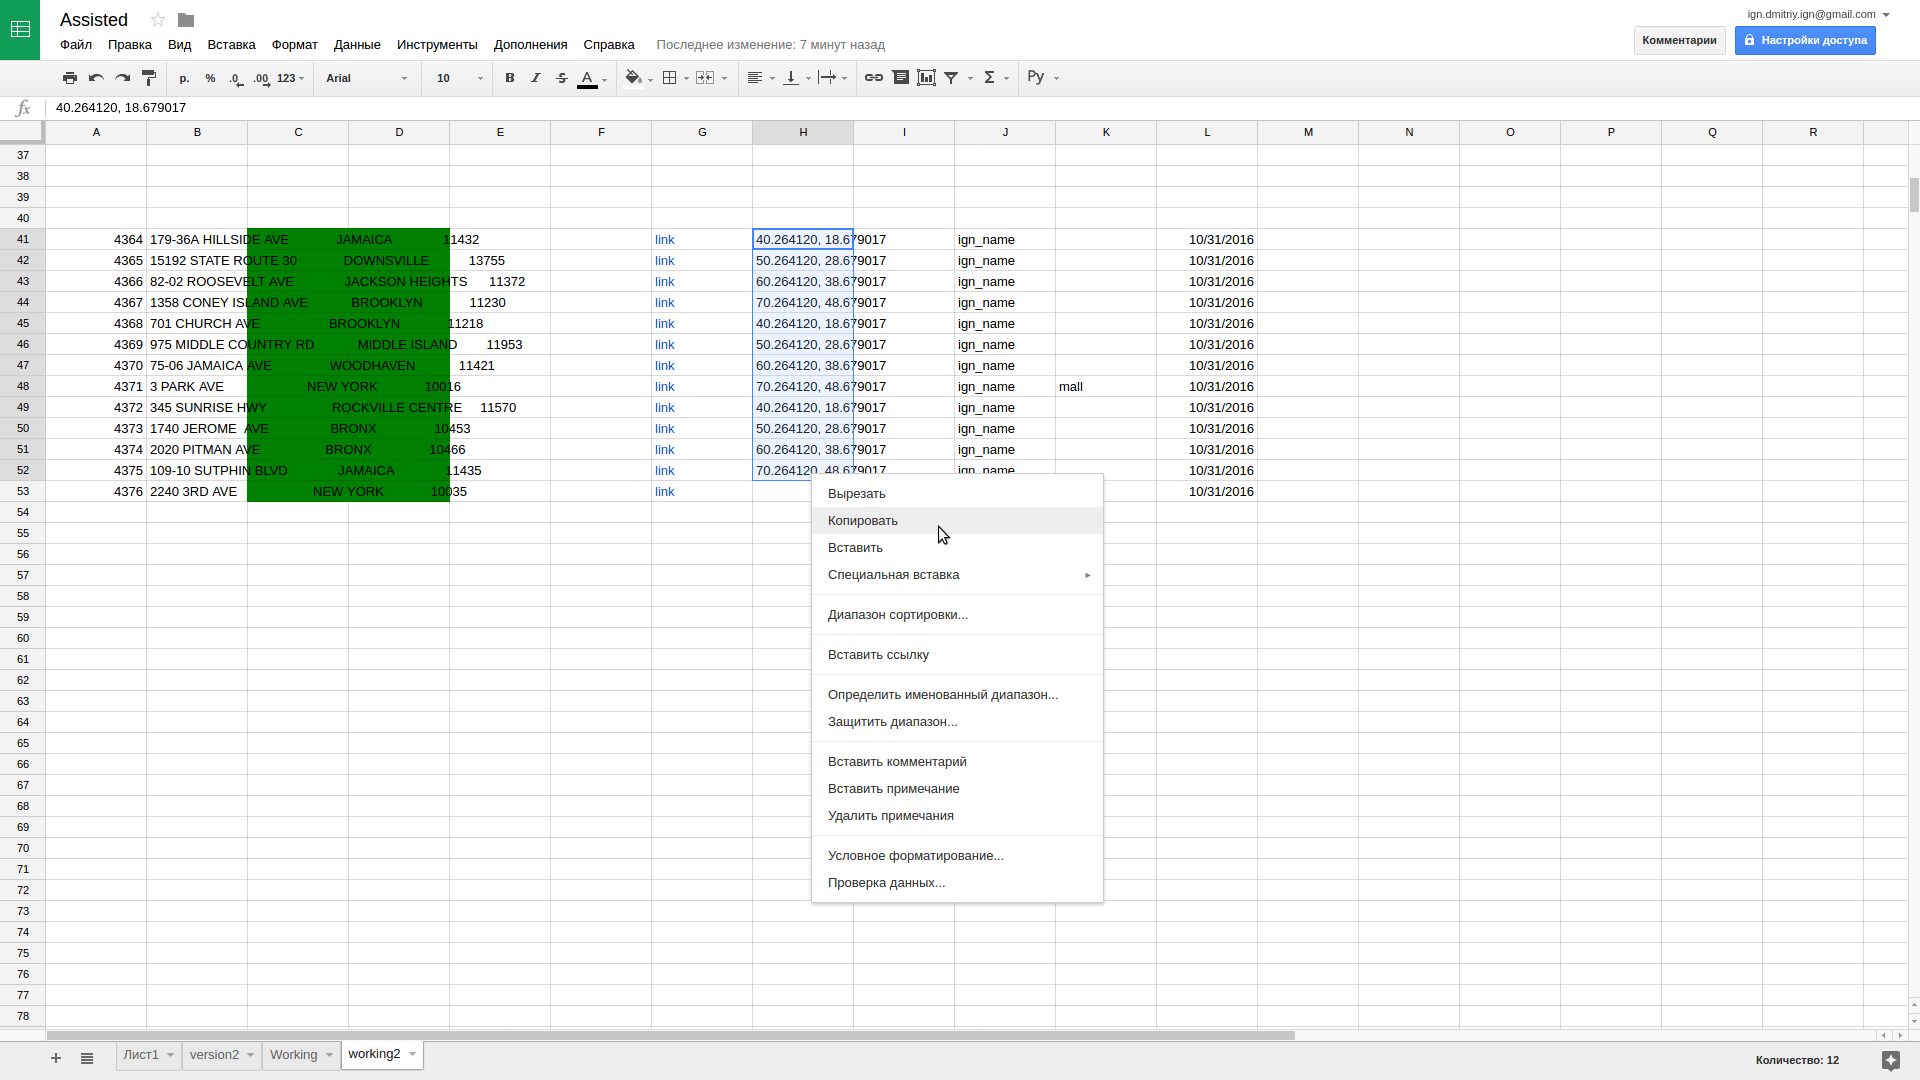 Assisted
ign.dmitriy.ign@gmail.com
Файл Правка Вид Вставка Формат Данные Инструменты Дополнения Справка Последнее изменение: 7 минут назад
Комментарии Настройки доступа
р. % .0 .00 123 Arial 10 B I S A Σ Ру
fx 40.264120, 18.679017
A B C D E F G H I J K L M N O P Q R
37
38
39
40
41 4364 179-36A HILLSIDE AVE JAMAICA 11432 link 40.264120, 18.679017 ign_name 10/31/2016
42 4365 15192 STATE ROUTE 30 DOWNSVILLE 13755 link 50.264120, 28.679017 ign_name 10/31/2016
43 4366 82-02 ROOSEVELT AVE JACKSON HEIGHTS 11372 link 60.264120, 38.679017 ign_name 10/31/2016
44 4367 1358 CONEY ISLAND AVE BROOKLYN 11230 link 70.264120, 48.679017 ign_name 10/31/2016
45 4368 701 CHURCH AVE BROOKLYN 11218 link 40.264120, 18.679017 ign_name 10/31/2016
46 4369 975 MIDDLE COUNTRY RD MIDDLE ISLAND 11953 link 50.264120, 28.679017 ign_name 10/31/2016
47 4370 75-06 JAMAICA AVE WOODHAVEN 11421 link 60.264120, 38.679017 ign_name 10/31/2016
48 4371 3 PARK AVE NEW YORK 10016 link 70.264120, 48.679017 ign_name mall 10/31/2016
49 4372 345 SUNRISE HWY ROCKVILLE CENTRE 11570 link 40.264120, 18.679017 ign_name 10/31/2016
50 4373 1740 JEROME AVE BRONX 10453 link 50.264120, 28.679017 ign_name 10/31/2016
51 4374 2020 PITMAN AVE BRONX 10466 link 60.264120, 38.679017 ign_name 10/31/2016
52 4375 109-10 SUTPHIN BLVD JAMAICA 11435 link 70.264120, 48.679017 ign_name 10/31/2016
53 4376 2240 3RD AVE NEW YORK 10035 link 10/31/2016
Вырезать
Копировать
Вставить
Специальная вставка
Диапазон сортировки...
Вставить ссылку
Определить именованный диапазон...
Защитить диапазон...
Вставить комментарий
Вставить примечание
Удалить примечания
Условное форматирование...
Проверка данных...
54
55
56
57
58
59
60
61
62
63
64
65
66
67
68
69
70
71
72
73
74
75
76
77
78
Лист1 version2 Working working2 Количество: 12